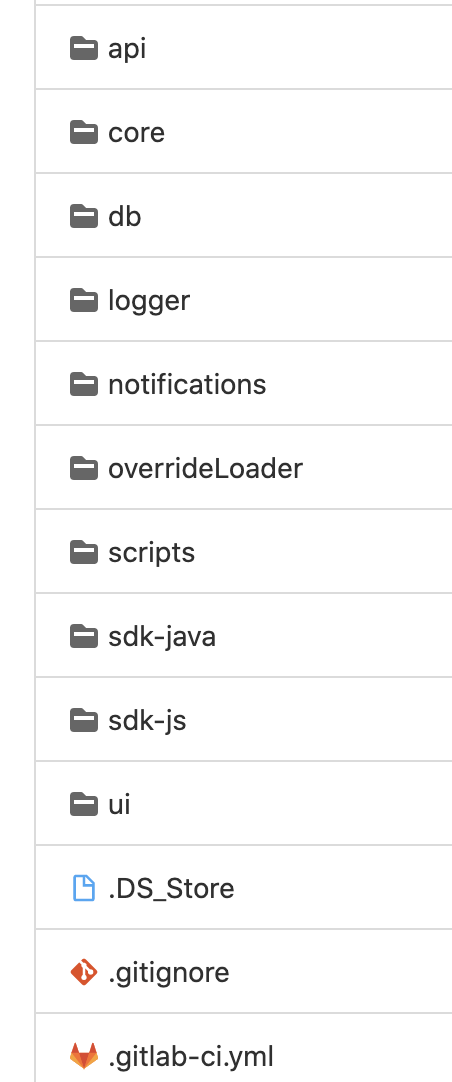 api
core
db
logger
notifications
overrideLoader
scripts
sdk-java
sdk-js
ui
.DS_Store
.gitignore
.gitlab-ci.yml